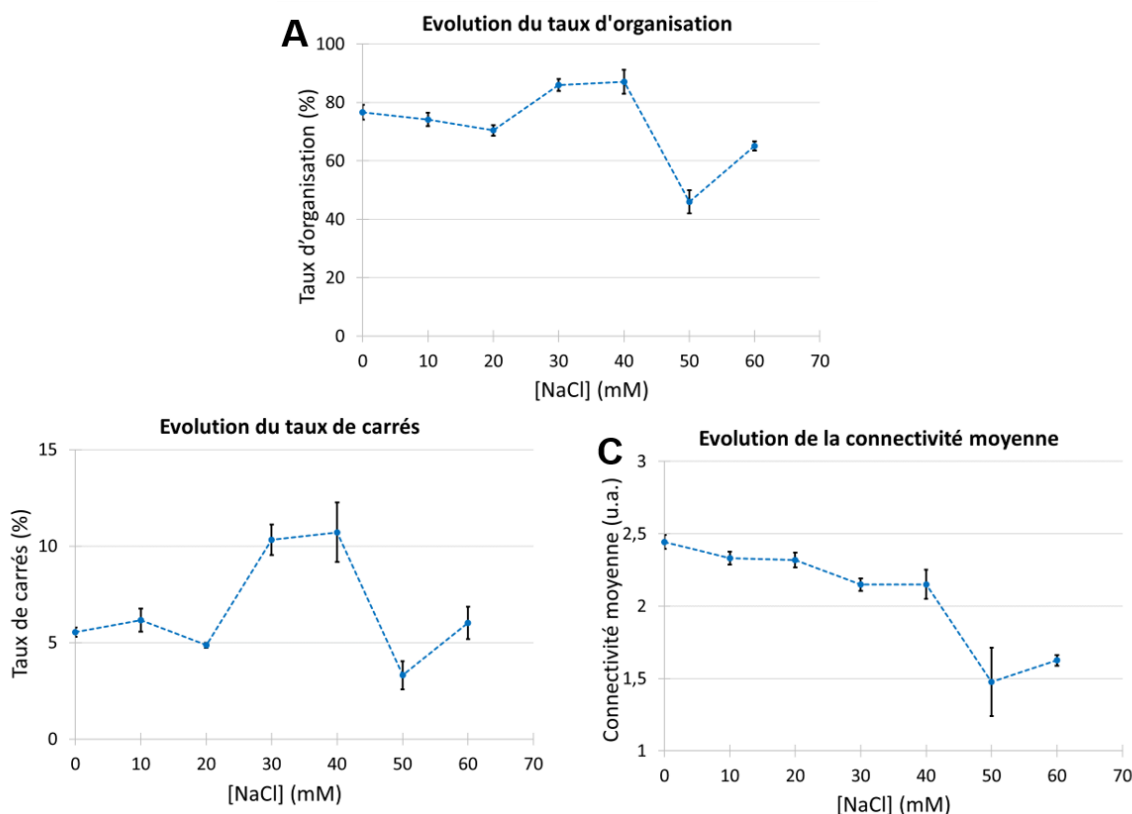 A
Evolution du taux d'organisation
Taux d'organisation (%)
100
80
60
40
20
0
0 10 20 30 40 50 60 70
[NaCl] (mM)
Evolution du taux de carrés
Taux de carrés (%)
15
10
5
0
0 10 20 30 40 50 60 70
[NaCl] (mM)
C
Evolution de la connectivité moyenne
Connectivité moyenne (u.a.)
3
2,5
2
1,5
1
0 10 20 30 40 50 60 70
[NaCl] (mM)